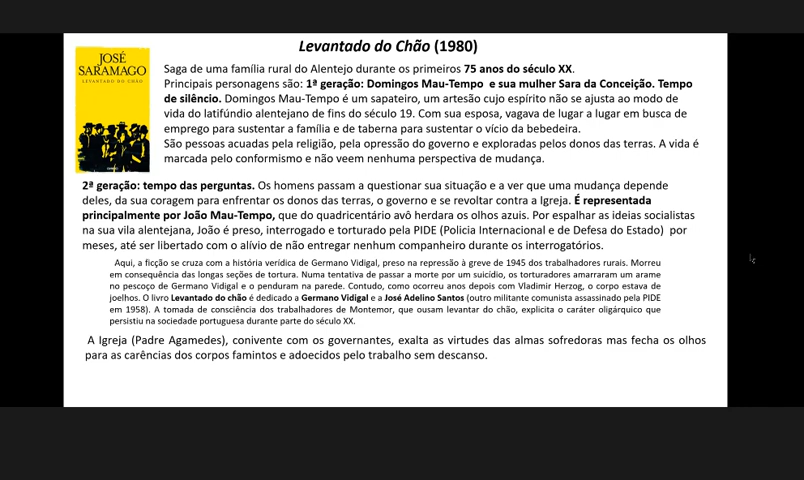 Levantado do Chão (1980)
JOSÉ
SARAMAGO
LEVANTADO DO CHÃO
Saga de uma família rural do Alentejo durante os primeiros 75 anos do século XX.
Principais personagens são: 1ª geração: Domingos Mau-Tempo e sua mulher Sara da Conceição. Tempo
de silêncio. Domingos Mau-Tempo é um sapateiro, um artesão cujo espírito não se ajusta ao modo de
vida do latifúndio alentejano de fins do século 19. Com sua esposa, vagava de lugar a lugar em busca de
emprego para sustentar a família e de taberna para sustentar o vício da bebedeira.
São pessoas acuadas pela religião, pela opressão do governo e exploradas pelos donos das terras. A vida é
marcada pelo conformismo e não veem nenhuma perspectiva de mudança.
2ª geração: tempo das perguntas. Os homens passam a questionar sua situação e a ver que uma mudança depende
deles, da sua coragem para enfrentar os donos das terras, o governo e se revoltar contra a Igreja. É representada
principalmente por João Mau-Tempo, que do quadricentário avô herdara os olhos azuis. Por espalhar as ideias socialistas
na sua vila alentejana, João é preso, interrogado e torturado pela PIDE (Policia Internacional e de Defesa do Estado) por
meses, até ser libertado com o alívio de não entregar nenhum companheiro durante os interrogatórios.
Aqui, a ficção se cruza com a história verídica de Germano Vidigal, preso na repressão à greve de 1945 dos trabalhadores rurais. Morreu
em consequência das longas seções de tortura. Numa tentativa de passar a morte por um suicídio, os torturadores amarraram um arame
no pescoço de Germano Vidigal e o penduram na parede. Contudo, como ocorreu anos depois com Vladimir Herzog, o corpo estava de
joelhos. O livro Levantado do chão é dedicado a Germano Vidigal e a José Adelino Santos (outro militante comunista assassinado pela PIDE
em 1958). A tomada de consciência dos trabalhadores de Montemor, que ousam levantar do chão, explicita o caráter oligárquico que
persistiu na sociedade portuguesa durante parte do século XX.
A Igreja (Padre Agamedes), conivente com os governantes, exalta as virtudes das almas sofredoras mas fecha os olhos
para as carências dos corpos famintos e adoecidos pelo trabalho sem descanso.